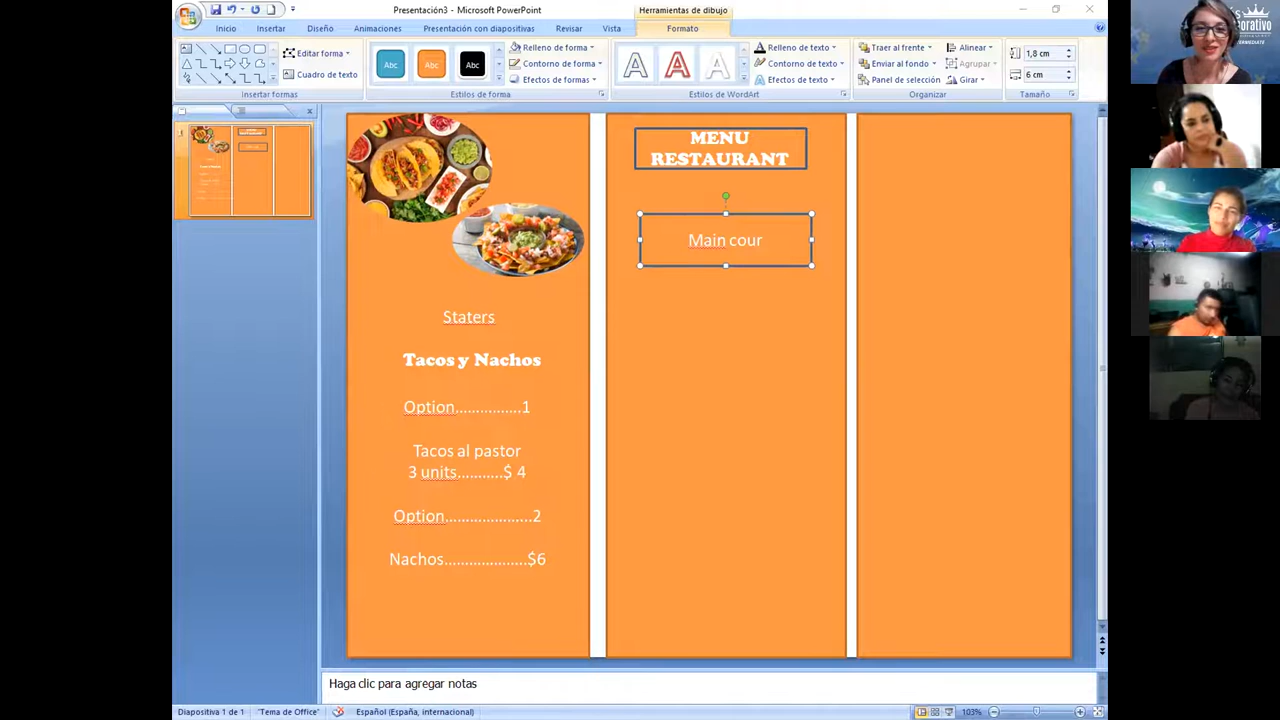 Presentación3 - Microsoft PowerPoint
Herramientas de dibujo
Inicio
Insertar
Diseño
Animaciones
Presentación con diapositivas
Revisar
Vista
Formato
Editar forma
Cuadro de texto
Insertar formas
Abc
Abc
Abc
Relleno de forma
Contorno de forma
Efectos de formas
Estilos de forma
Relleno de texto
Contorno de texto
Efectos de texto
Estilos de WordArt
Traer al frente
Enviar al fondo
Panel de selección
Alinear
Agrupar
Girar
Organizar
1,8 cm
6 cm
Tamaño
1
MENU
RESTAURANT
Main cour
Staters
Tacos y Nachos
Option...............1
Tacos al pastor
3 units..........$ 4
Option....................2
Nachos...................$6
Haga clic para agregar notas
Diapositiva 1 de 1
"Tema de Office"
Español (España, internacional)
103%